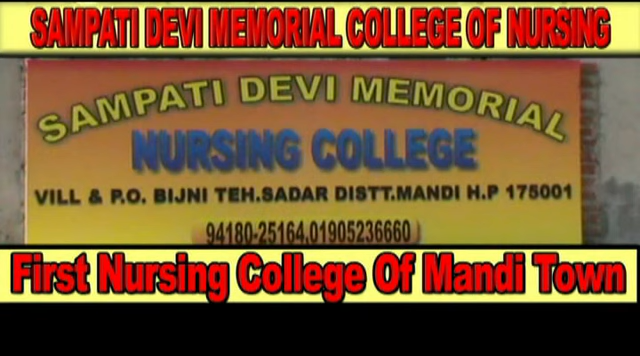 SAMPATI DEVI MEMORIAL COLLEGE OF NURSING
SAMPATI DEVI MEMORIAL
NURSING COLLEGE
VILL & P.O. BIJNI TEH.SADAR DISTT.MANDI H.P 175001
94180-25164,01905236660
First Nursing College Of Mandi Town